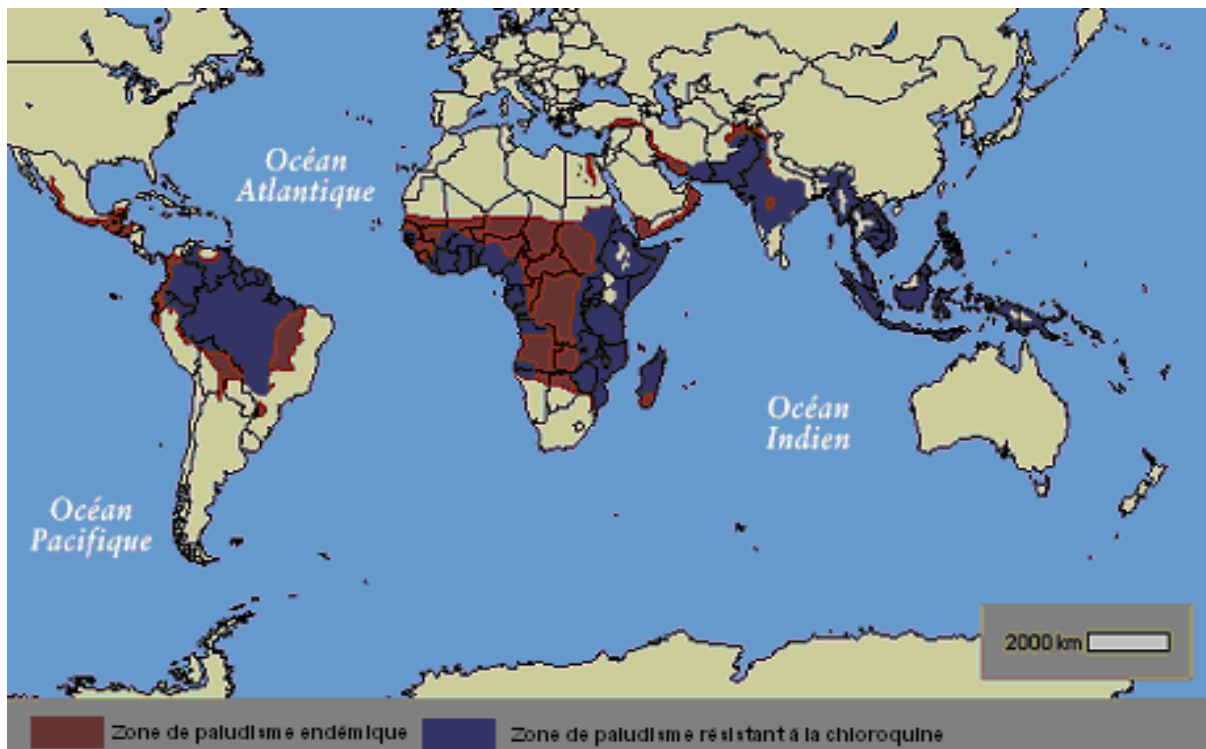 Océan
Atlantique
Océan
Indien
Océan
Pacifique
2000 km
Zone de paludisme endémique
Zone de paludisme résistant à la chloroquine